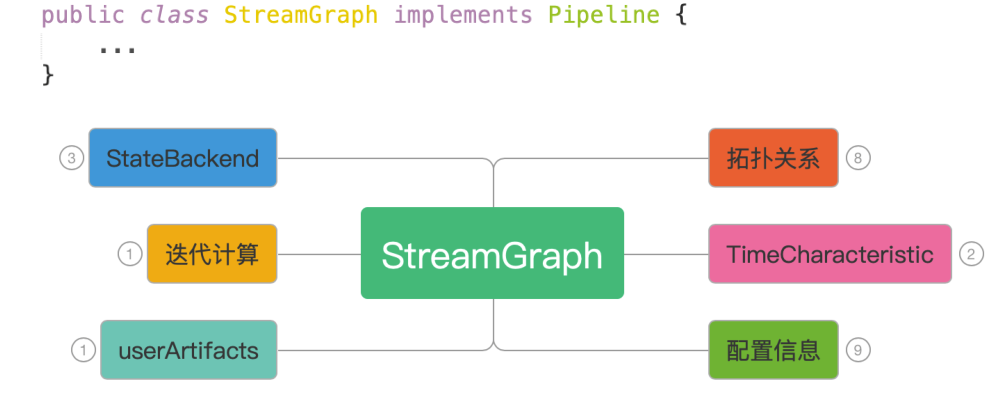 public class StreamGraph implements Pipeline {
...
}
3 StateBackend
拓扑关系 8
1 迭代计算
StreamGraph
TimeCharacteristic 2
1 userArtifacts
配置信息 9